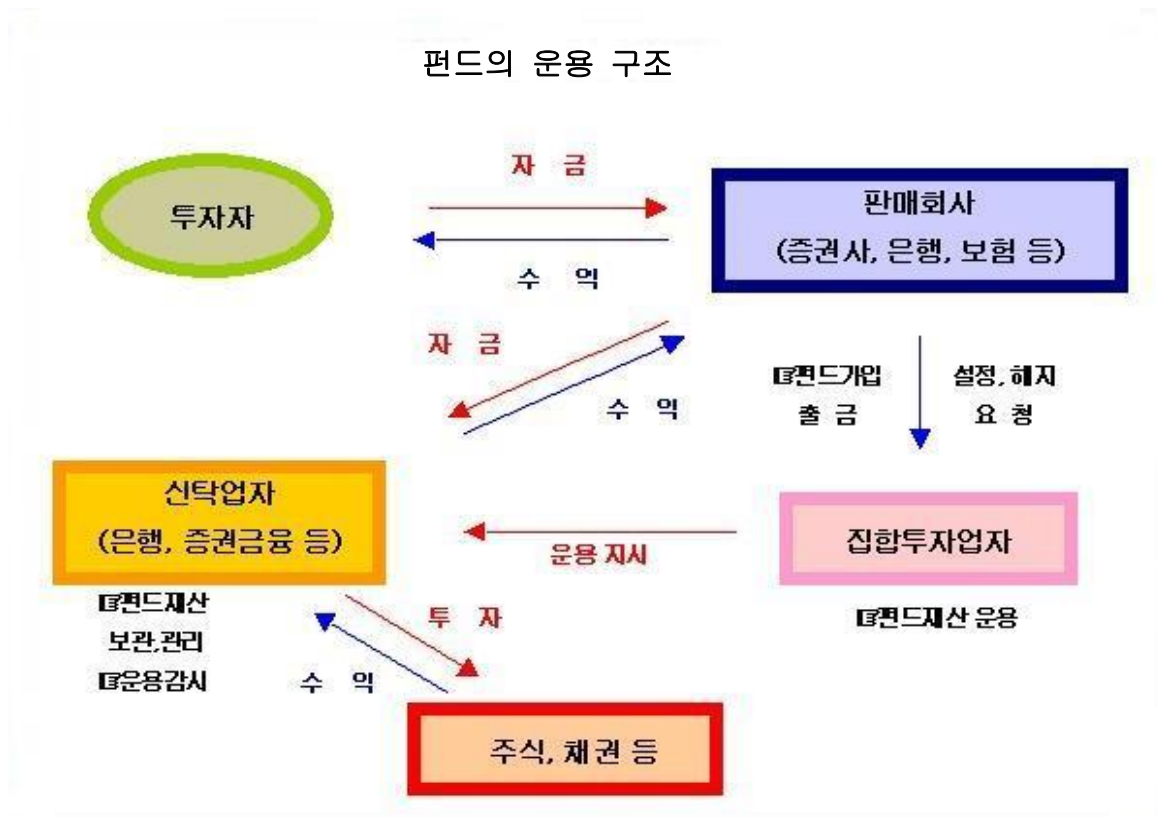 펀드의 운용 구조
자 금
투자자
판매회사
(증권사, 은행, 보험 등)
수 익
자 금
수 익
☞펀드가입
출 금
설정, 해지
요 청
신탁업자
(은행, 증권금융 등)
운용 지시
집합투자업자
☞펀드재산
보관,관리
☞운용감시
투 자
수 익
☞펀드재산 운용
주식, 채권 등